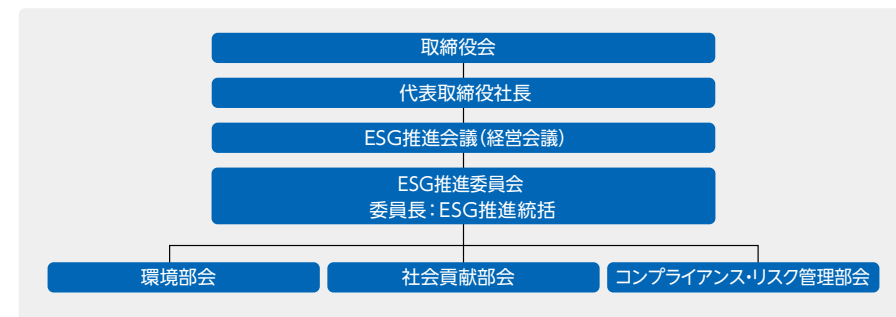 取締役会
代表取締役社長
ESG推進会議（経営会議）
ESG推進委員会
委員長：ESG推進統括
環境部会
社会貢献部会
コンプライアンス・リスク管理部会